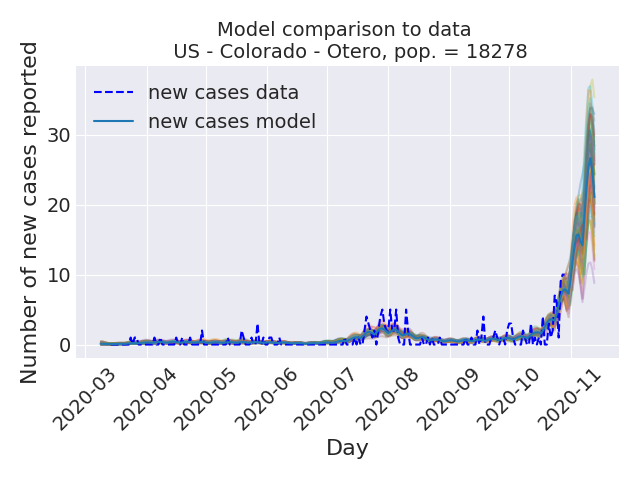 Model comparison to data
US - Colorado - Otero, pop. = 18278
Number of new cases reported
new cases data
new cases model
30
20
10
0
2020-03
2020-04
2020-05
2020-06
2020-07
2020-08
2020-09
2020-10
2020-11
Day